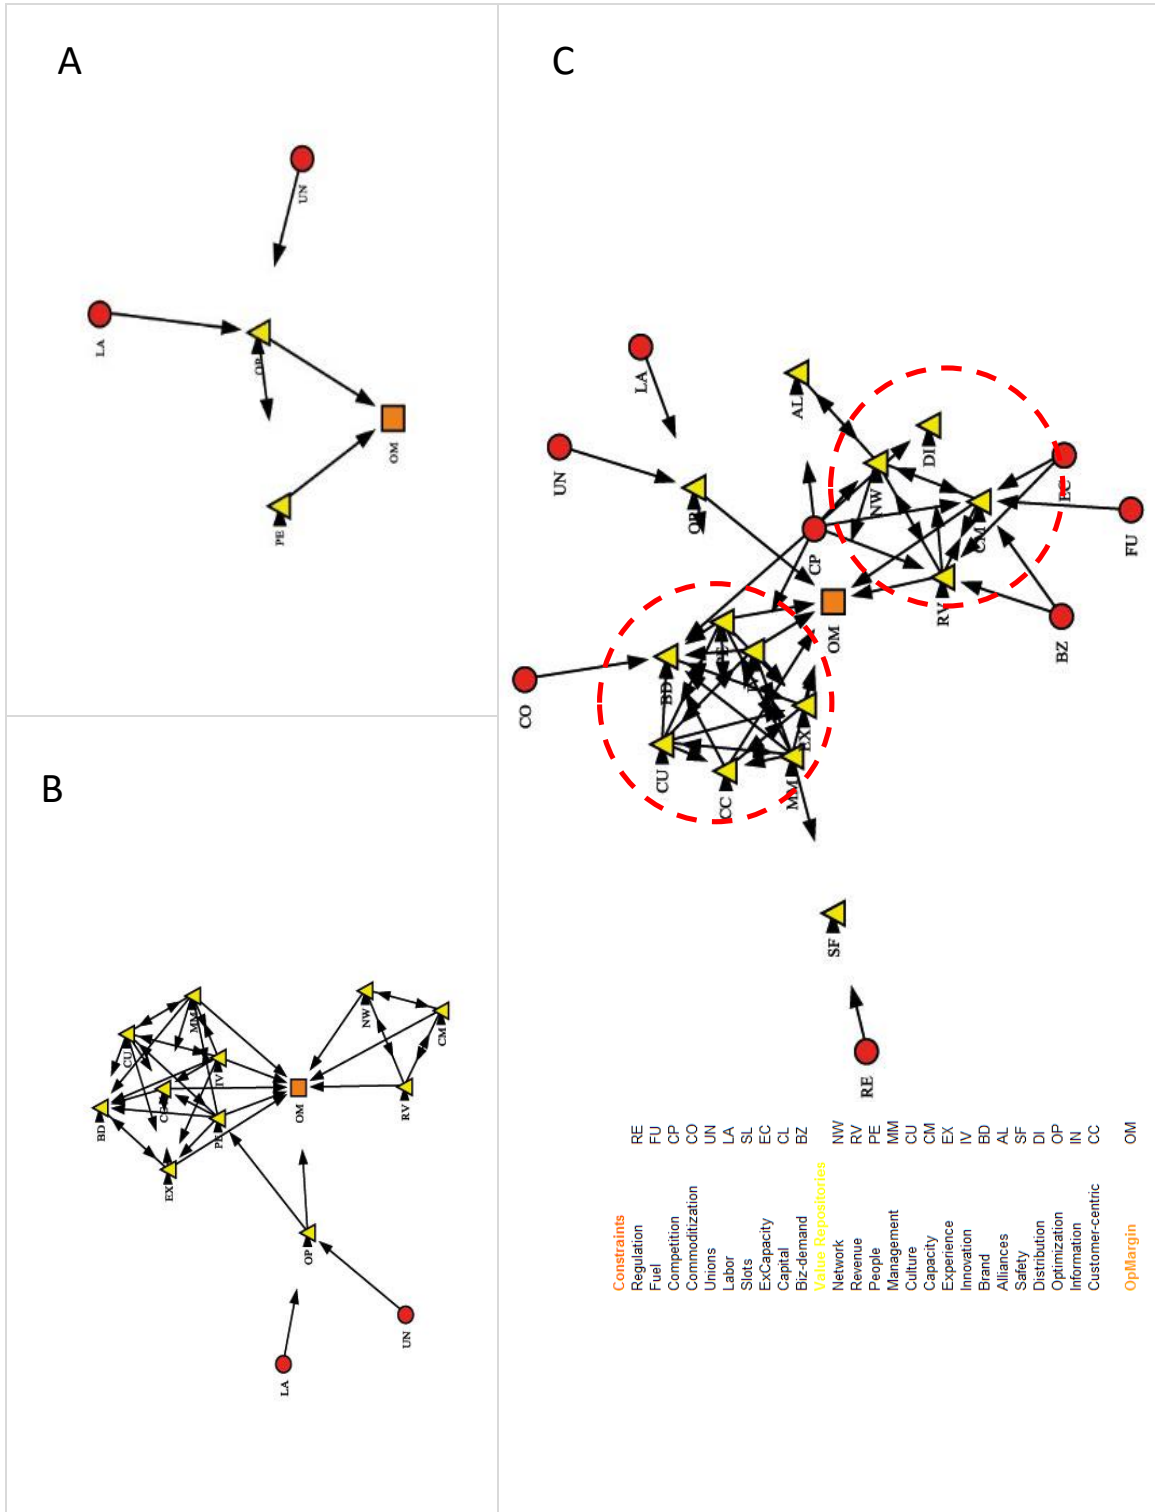 A
UN
LA
OP
OM
PE
B
MM
NW
CU
CM
IV
BD
PE
OM
RV
EX
OP
UN
LA
C
LA
AL
UN
DI
EC
NW
FU
CM
CP
RV
OM
BZ
BD
CO
EX
CU
CC
MM
SF
RE
Constraints
Regulation RE
Fuel FU
Competition CP
Commoditization CO
Unions UN
Labor LA
Slots SL
ExCapacity EC
Capital CL
Biz-demand BZ
Value Repositories
Network NW
Revenue RV
People PE
Management MM
Culture CU
Capacity CM
Experience EX
Innovation IV
Brand BD
Alliances AL
Safety SF
Distribution DI
Optimization OP
Information IN
Customer-centric CC
OpMargin OM